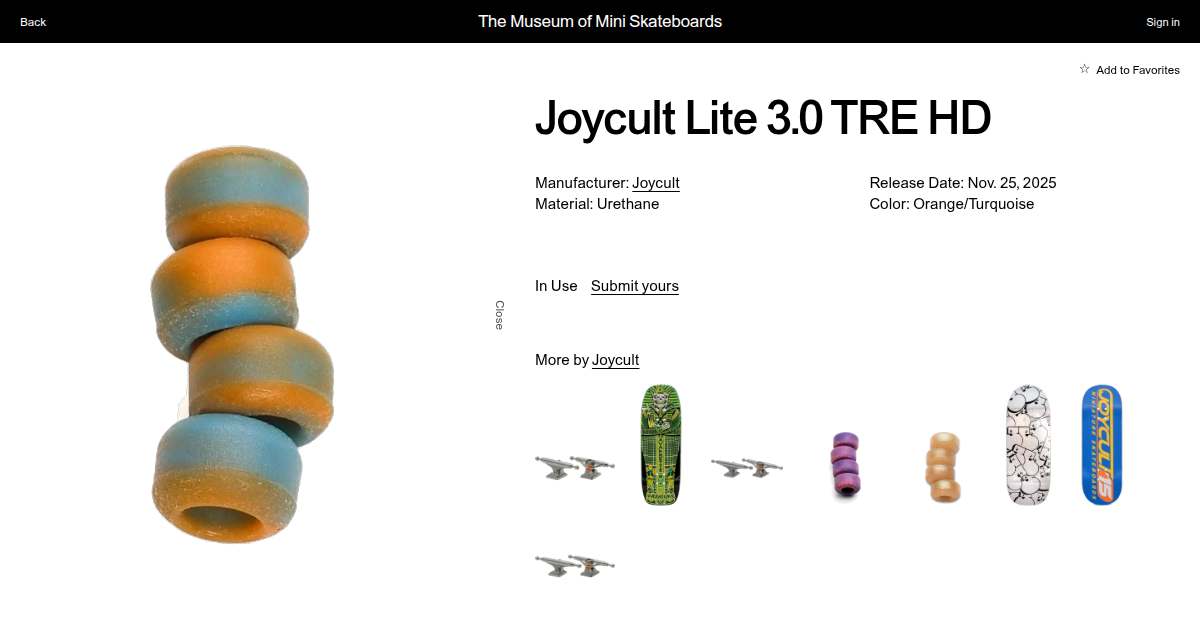 Back
The Museum of Mini Skateboards
Sign in
☆ Add to Favorites
Joycult Lite 3.0 TRE HD
Manufacturer: Joycult
Material: Urethane
Release Date: Nov. 25, 2025
Color: Orange/Turquoise
In Use Submit yours
Close
More by Joycult
JOYCULT15